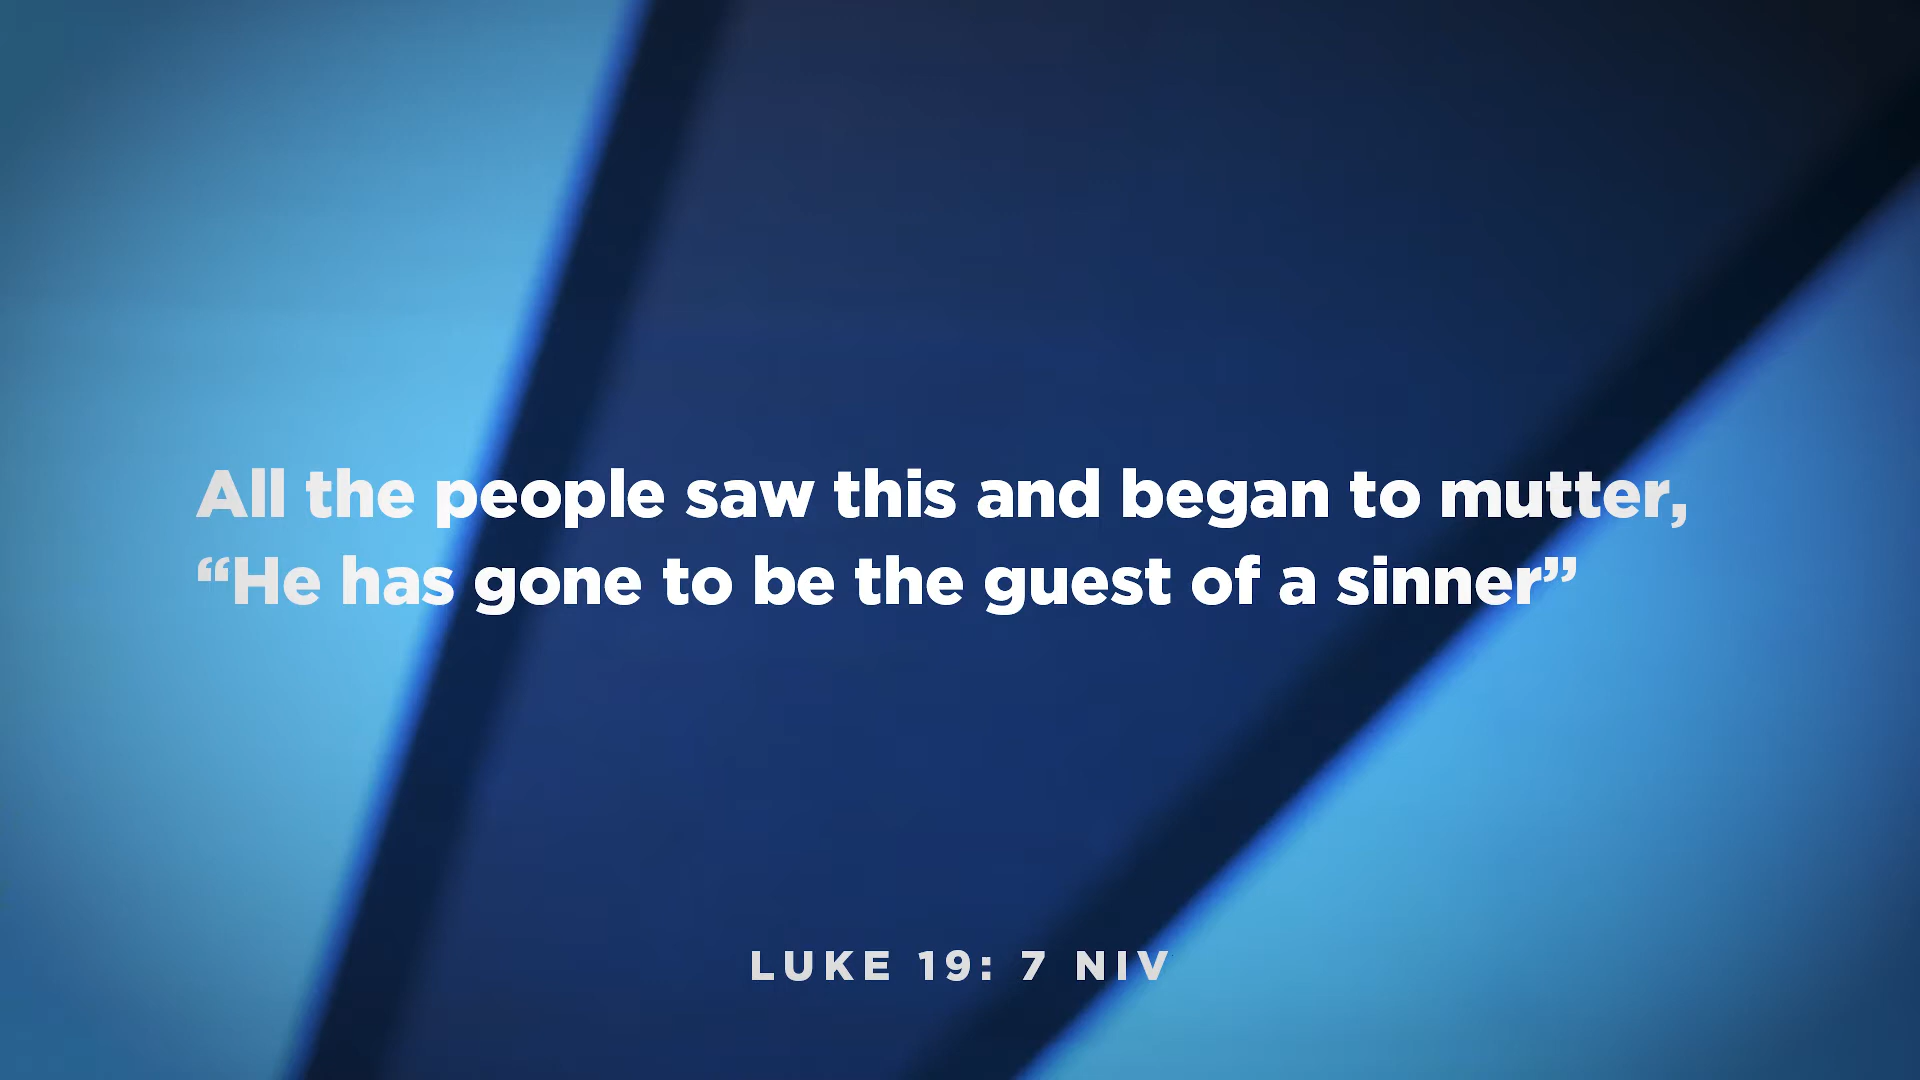 All the people saw this and began to mutter,
“He has gone to be the guest of a sinner”
LUKE 19: 7 NIV